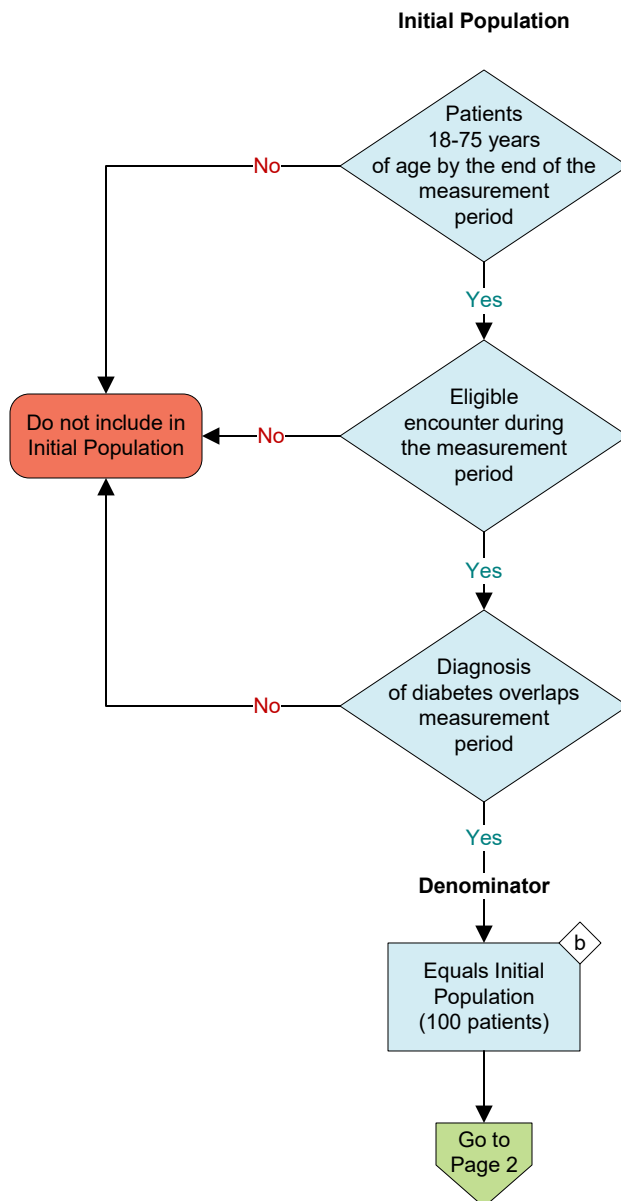 Initial Population
Patients
18-75 years
of age by the end of the
measurement
period
No
Yes
Eligible
encounter during
the measurement
period
No
Do not include in
Initial Population
Yes
Diagnosis
of diabetes overlaps
measurement
period
No
Yes
Denominator
b
Equals Initial
Population
(100 patients)
Go to
Page 2